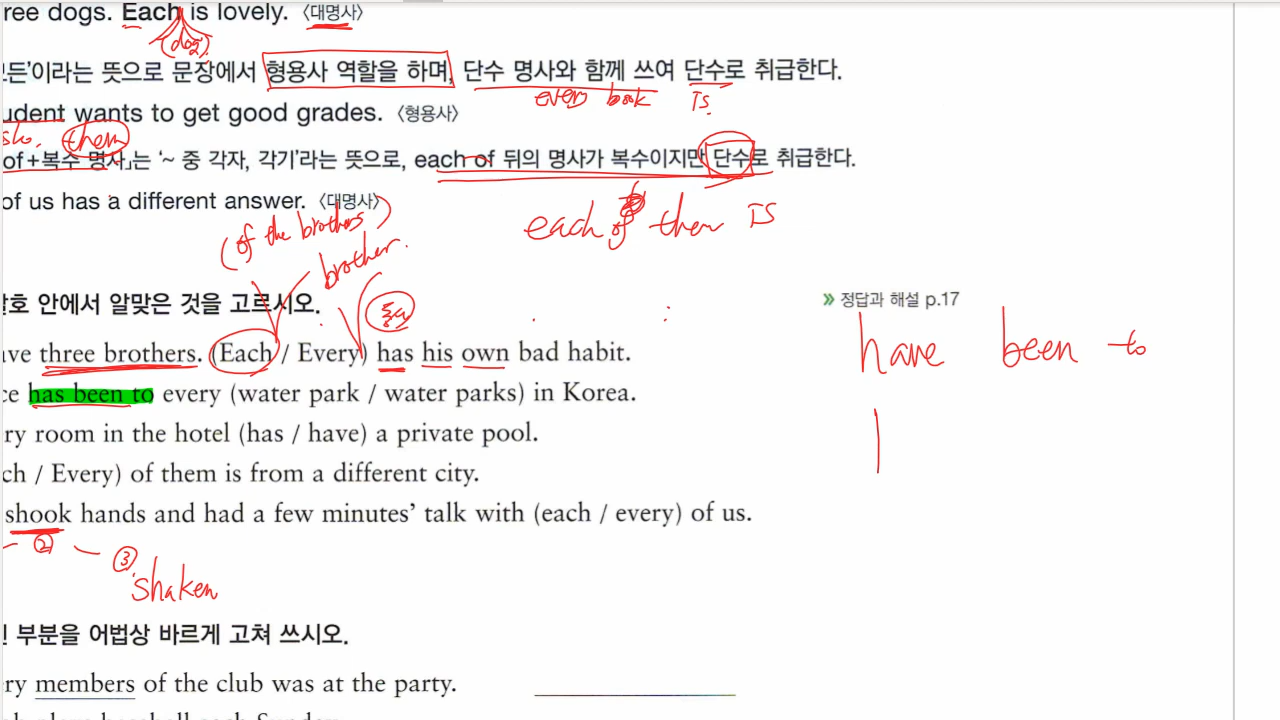 ree dogs. Each is lovely. 〈대명사〉
(dog)
모든'이라는 뜻으로 문장에서 형용사 역할을 하며, 단수 명사와 함께 쓰여 단수로 취급한다.
every book is
udent wants to get good grades. 〈형용사〉
them
of+복수 명사」는 '~ 중 각자, 각기'라는 뜻으로, each of 뒤의 명사가 복수이지만 단수로 취급한다.
of us has a different answer. 〈대명사〉
each of them is
(of the brothers)
brother.
괄호 안에서 알맞은 것을 고르시오.
» 정답과 해설 p.17
ave three brothers. (Each / Every) has his own bad habit.
have been to
ce has been to every (water park / water parks) in Korea.
ry room in the hotel (has / have) a private pool.
ch / Every) of them is from a different city.
shook hands and had a few minutes' talk with (each / every) of us.
② ③
shaken
친 부분을 어법상 바르게 고쳐 쓰시오.
ry members of the club was at the party.